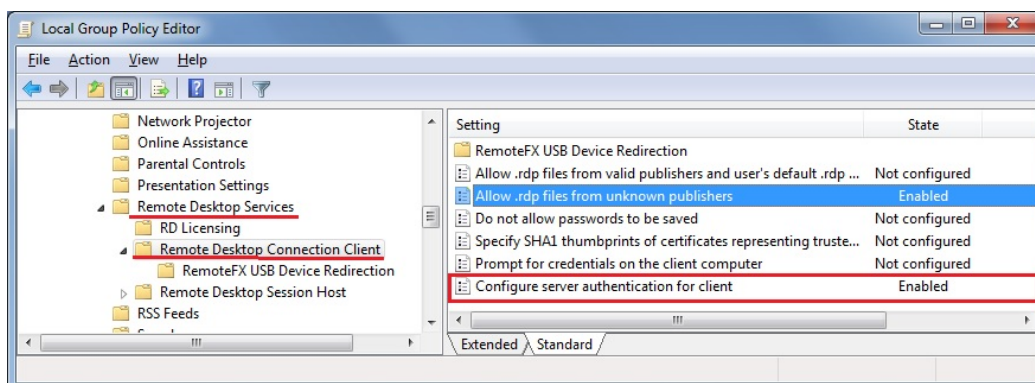 Local Group Policy Editor
File Action View Help
Network Projector
Online Assistance
Parental Controls
Presentation Settings
Remote Desktop Services
RD Licensing
Remote Desktop Connection Client
RemoteFX USB Device Redirection
Remote Desktop Session Host
RSS Feeds
Setting State
RemoteFX USB Device Redirection
Allow .rdp files from valid publishers and user's default .rdp ... Not configured
Allow .rdp files from unknown publishers Enabled
Do not allow passwords to be saved Not configured
Specify SHA1 thumbprints of certificates representing truste... Not configured
Prompt for credentials on the client computer Not configured
Configure server authentication for client Enabled
Extended Standard